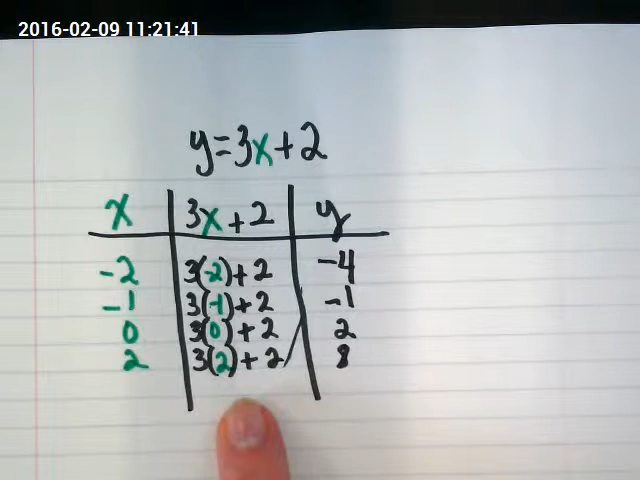 2016-02-09 11:21:41
y=3x+2
x 3x+2 y
-2 3(-2)+2 -4
-1 3(-1)+2 -1
0 3(0)+2 2
2 3(2)+2 8